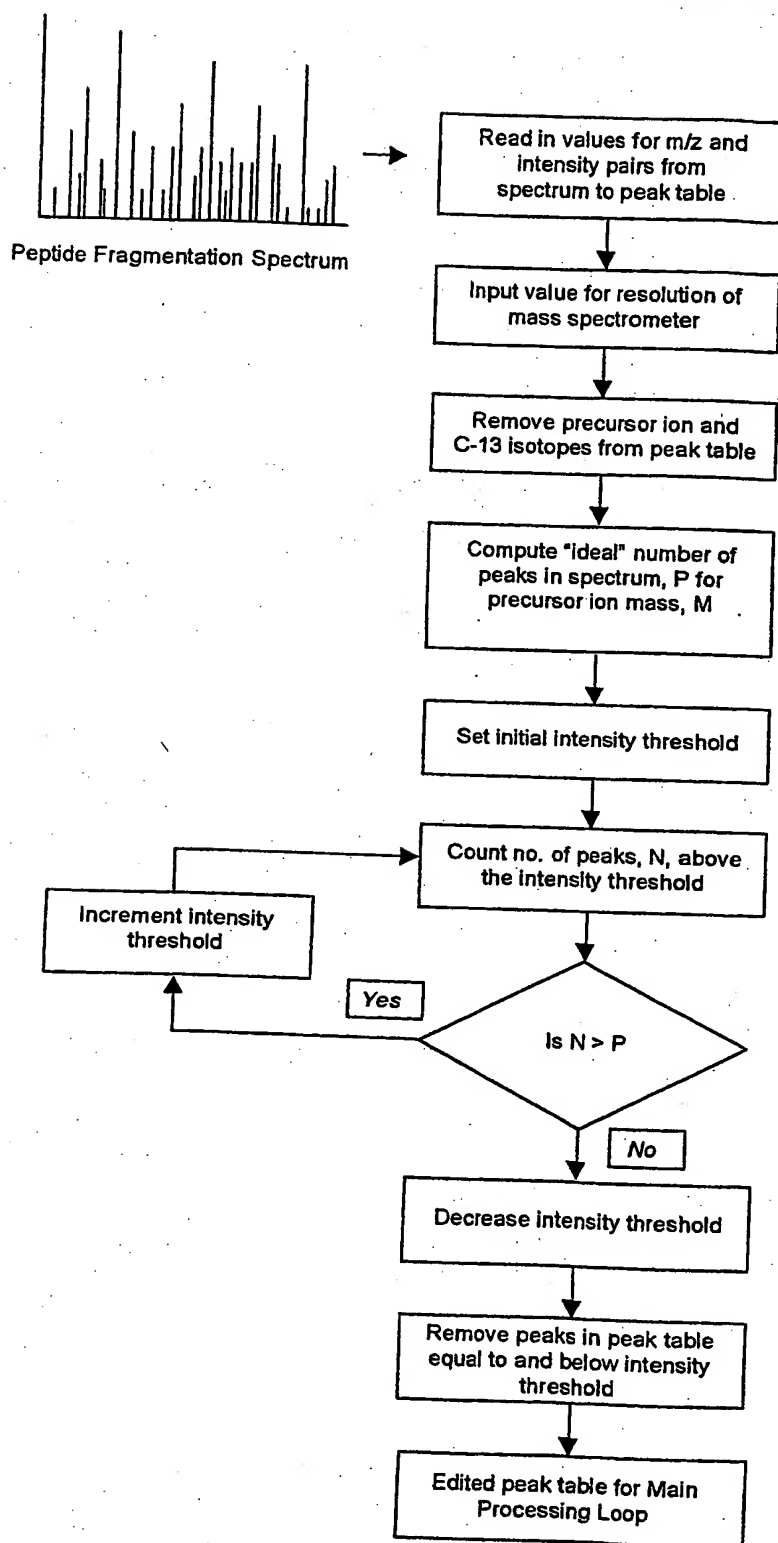 Peptide Fragmentation Spectrum
Read in values for m/z and
intensity pairs from
spectrum to peak table
Input value for resolution of
mass spectrometer
Remove precursor ion and
C-13 isotopes from peak table
Compute "ideal" number of
peaks in spectrum, P for
precursor ion mass, M
Set initial intensity threshold
Count no. of peaks, N, above
the intensity threshold
Increment intensity
threshold
Yes
Is N > P
No
Decrease intensity threshold
Remove peaks in peak table
equal to and below intensity
threshold
Edited peak table for Main
Processing Loop